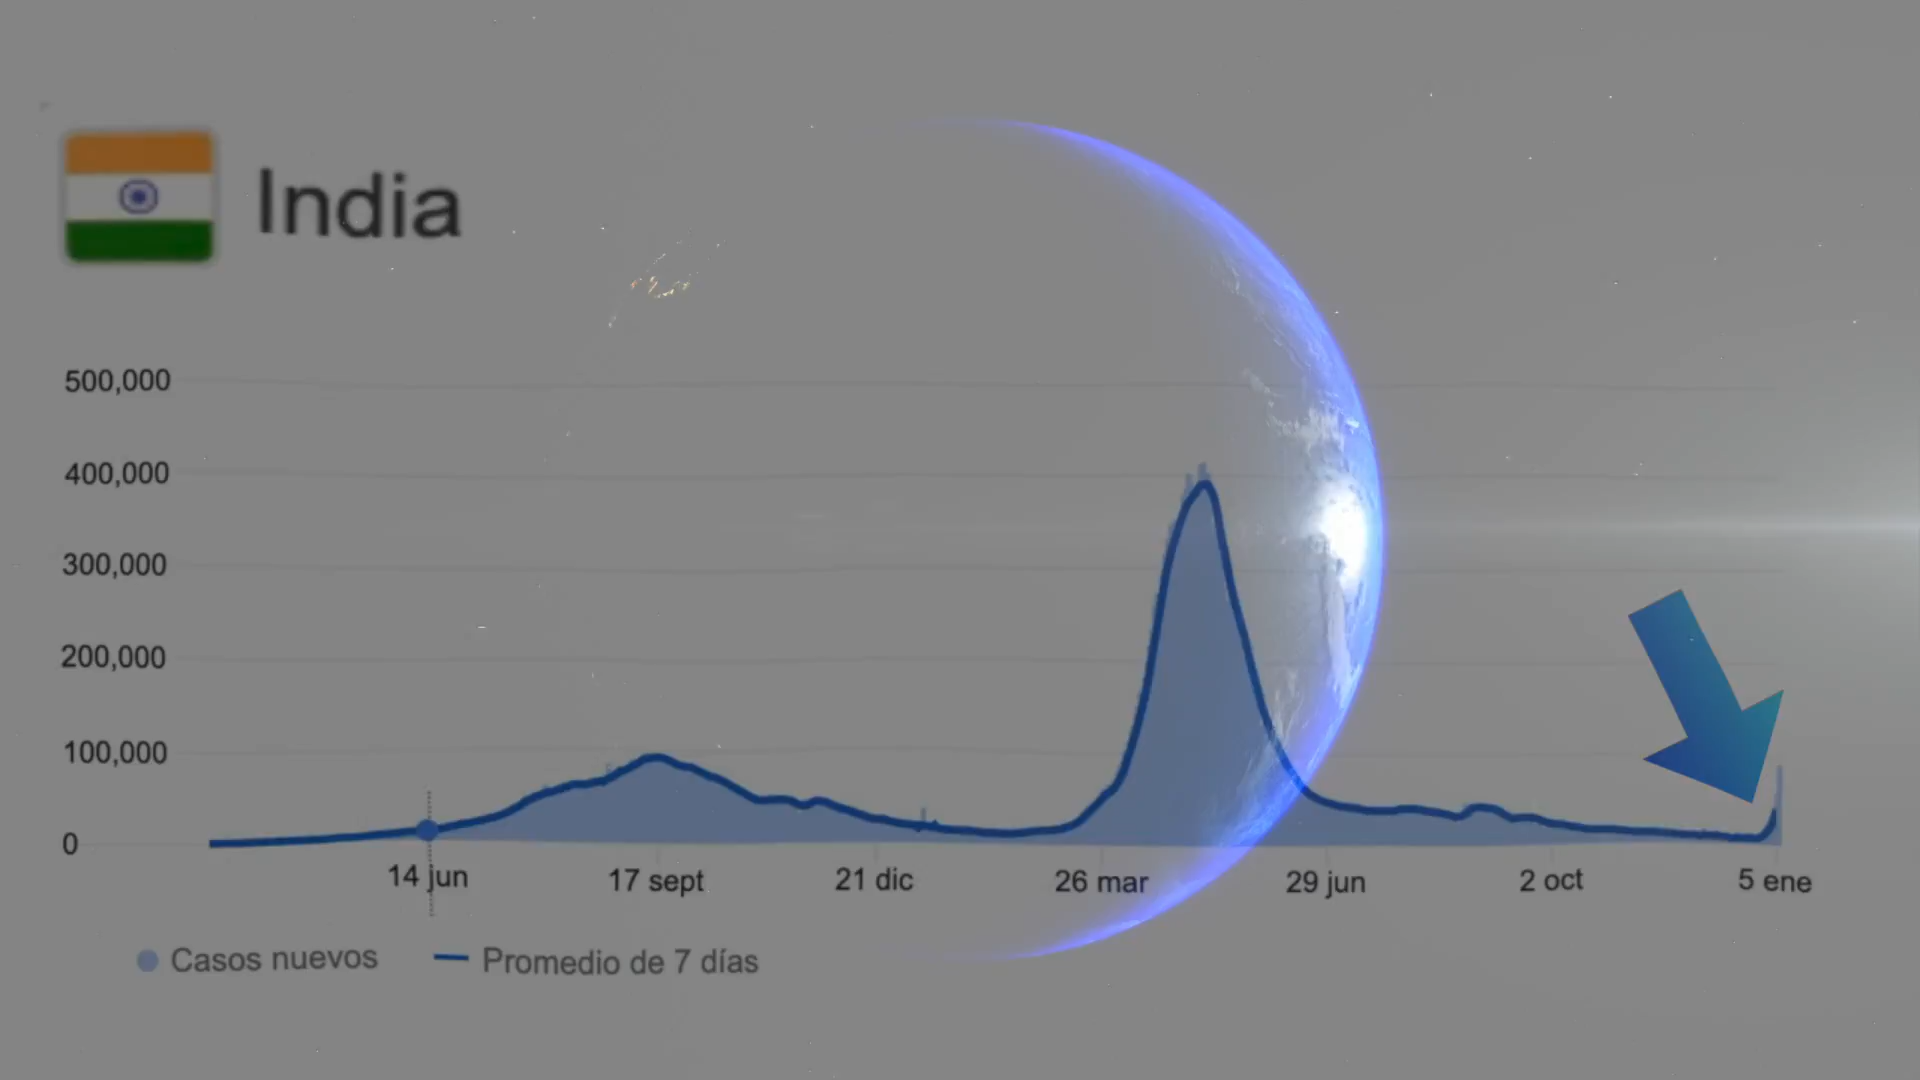 India
500,000
400,000
300,000
200,000
100,000
0
14 jun 17 sept 21 dic 26 mar 29 jun 2 oct 5 ene
Casos nuevos Promedio de 7 días